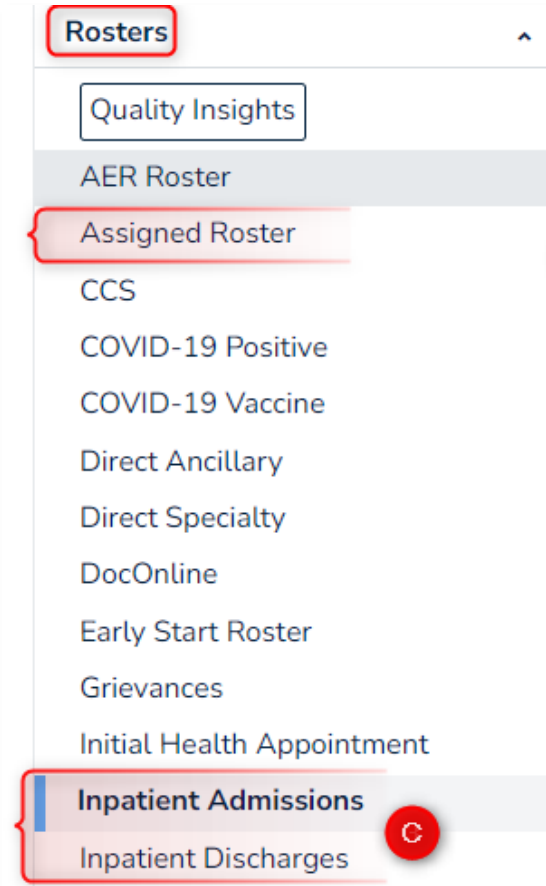 Rosters
Quality Insights
AER Roster
Assigned Roster
CCS
COVID-19 Positive
COVID-19 Vaccine
Direct Ancillary
Direct Specialty
DocOnline
Early Start Roster
Grievances
Initial Health Appointment
Inpatient Admissions
C
Inpatient Discharges